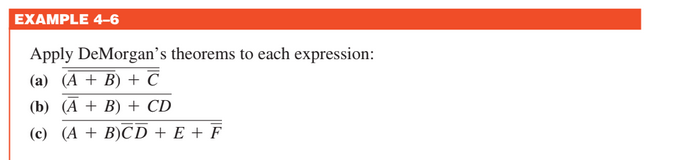 EXAMPLE 4–6
Apply DeMorgan's theorems to each expression:
(a) $\overline{\overline{(A + B)} + \overline{C}}$
(b) $\overline{(\overline{A} + B) + CD}$
(c) $\overline{(A + B)\overline{C}\,\overline{D} + E + \overline{F}}$